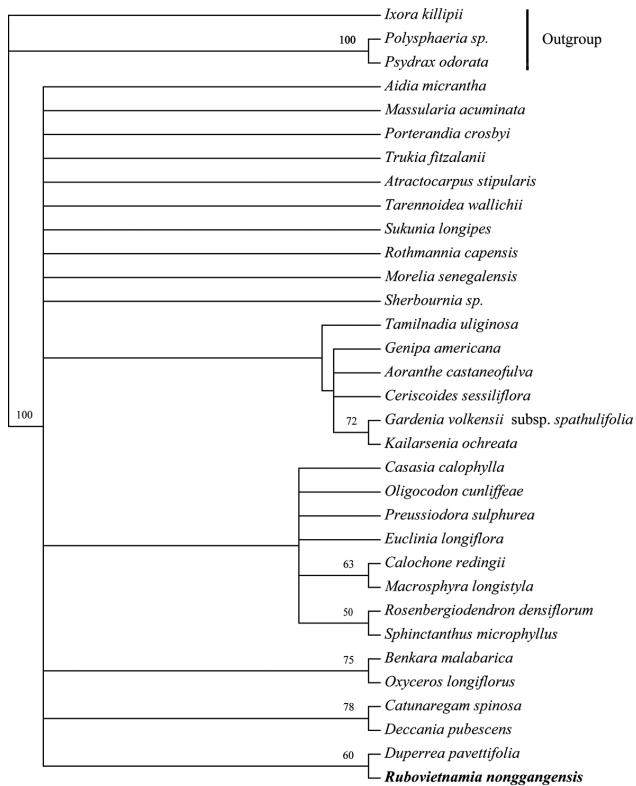 Ixora killipii
100 Polysphaeria sp. Outgroup
Psydrax odorata
Aidia micrantha
Massularia acuminata
Porterandia crosbyi
Trukia fitzalanii
Atractocarpus stipularis
Tarennoidea wallichii
Sukunia longipes
Rothmannia capensis
Morelia senegalensis
Sherbournia sp.
Tamilnadia uliginosa
Genipa americana
Aoranthe castaneofulva
Ceriscoides sessiliflora
100 72 Gardenia volkensii subsp. spathulifolia
Kailarsenia ochreata
Casasia calophylla
Oligocodon cunliffeae
Preussiodora sulphurea
Euclinia longiflora
63 Calochone redingii
Macrosphyra longistyla
50 Rosenbergiodendron densiflorum
Sphinctanthus microphyllus
75 Benkara malabarica
Oxyceros longiflorus
78 Catunaregam spinosa
Deccania pubescens
60 Duperrea pavettifolia
Rubovietnamia nonggangensis